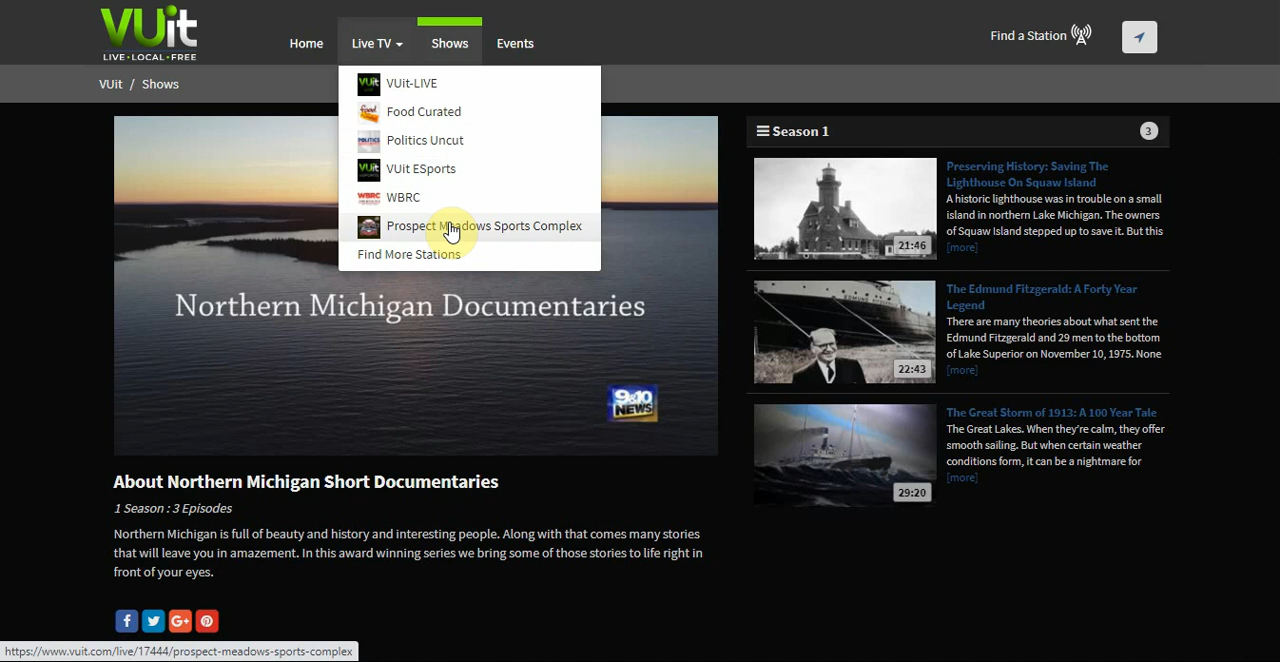 VUit
LIVE•LOCAL•FREE
Home
Live TV
Shows
Events
Find a Station
VUit / Shows
VUit-LIVE
Food Curated
Politics Uncut
VUit ESports
WBRC
Prospect Meadows Sports Complex
Find More Stations
Northern Michigan Documentaries
9&10
NEWS
About Northern Michigan Short Documentaries
1 Season : 3 Episodes
Northern Michigan is full of beauty and history and interesting people. Along with that comes many stories
that will leave you in amazement. In this award winning series we bring some of those stories to life right in
front of your eyes.
Season 1
3
21:46
Preserving History: Saving The
Lighthouse On Squaw Island
A historic lighthouse was in trouble on a small
island in northern Lake Michigan. The owners
of Squaw Island stepped up to save it. But this
[more]
EDMUND FITZGERALD
22:43
The Edmund Fitzgerald: A Forty Year
Legend
There are many theories about what sent the
Edmund Fitzgerald and 29 men to the bottom
of Lake Superior on November 10, 1975. None
[more]
29:20
The Great Storm of 1913: A 100 Year Tale
The Great Lakes. When they're calm, they offer
smooth sailing. But when certain weather
conditions form, it can be a nightmare for
[more]
https://www.vuit.com/live/17444/prospect-meadows-sports-complex